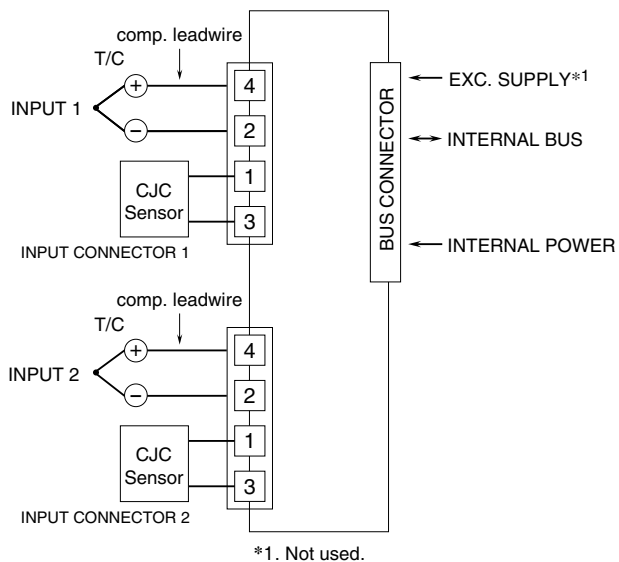 comp. leadwire
T/C
+
INPUT 1
−
4
2
1
3
CJC
Sensor
INPUT CONNECTOR 1
BUS CONNECTOR
EXC. SUPPLY*1
INTERNAL BUS
INTERNAL POWER
comp. leadwire
T/C
+
INPUT 2
−
4
2
1
3
CJC
Sensor
INPUT CONNECTOR 2
*1. Not used.